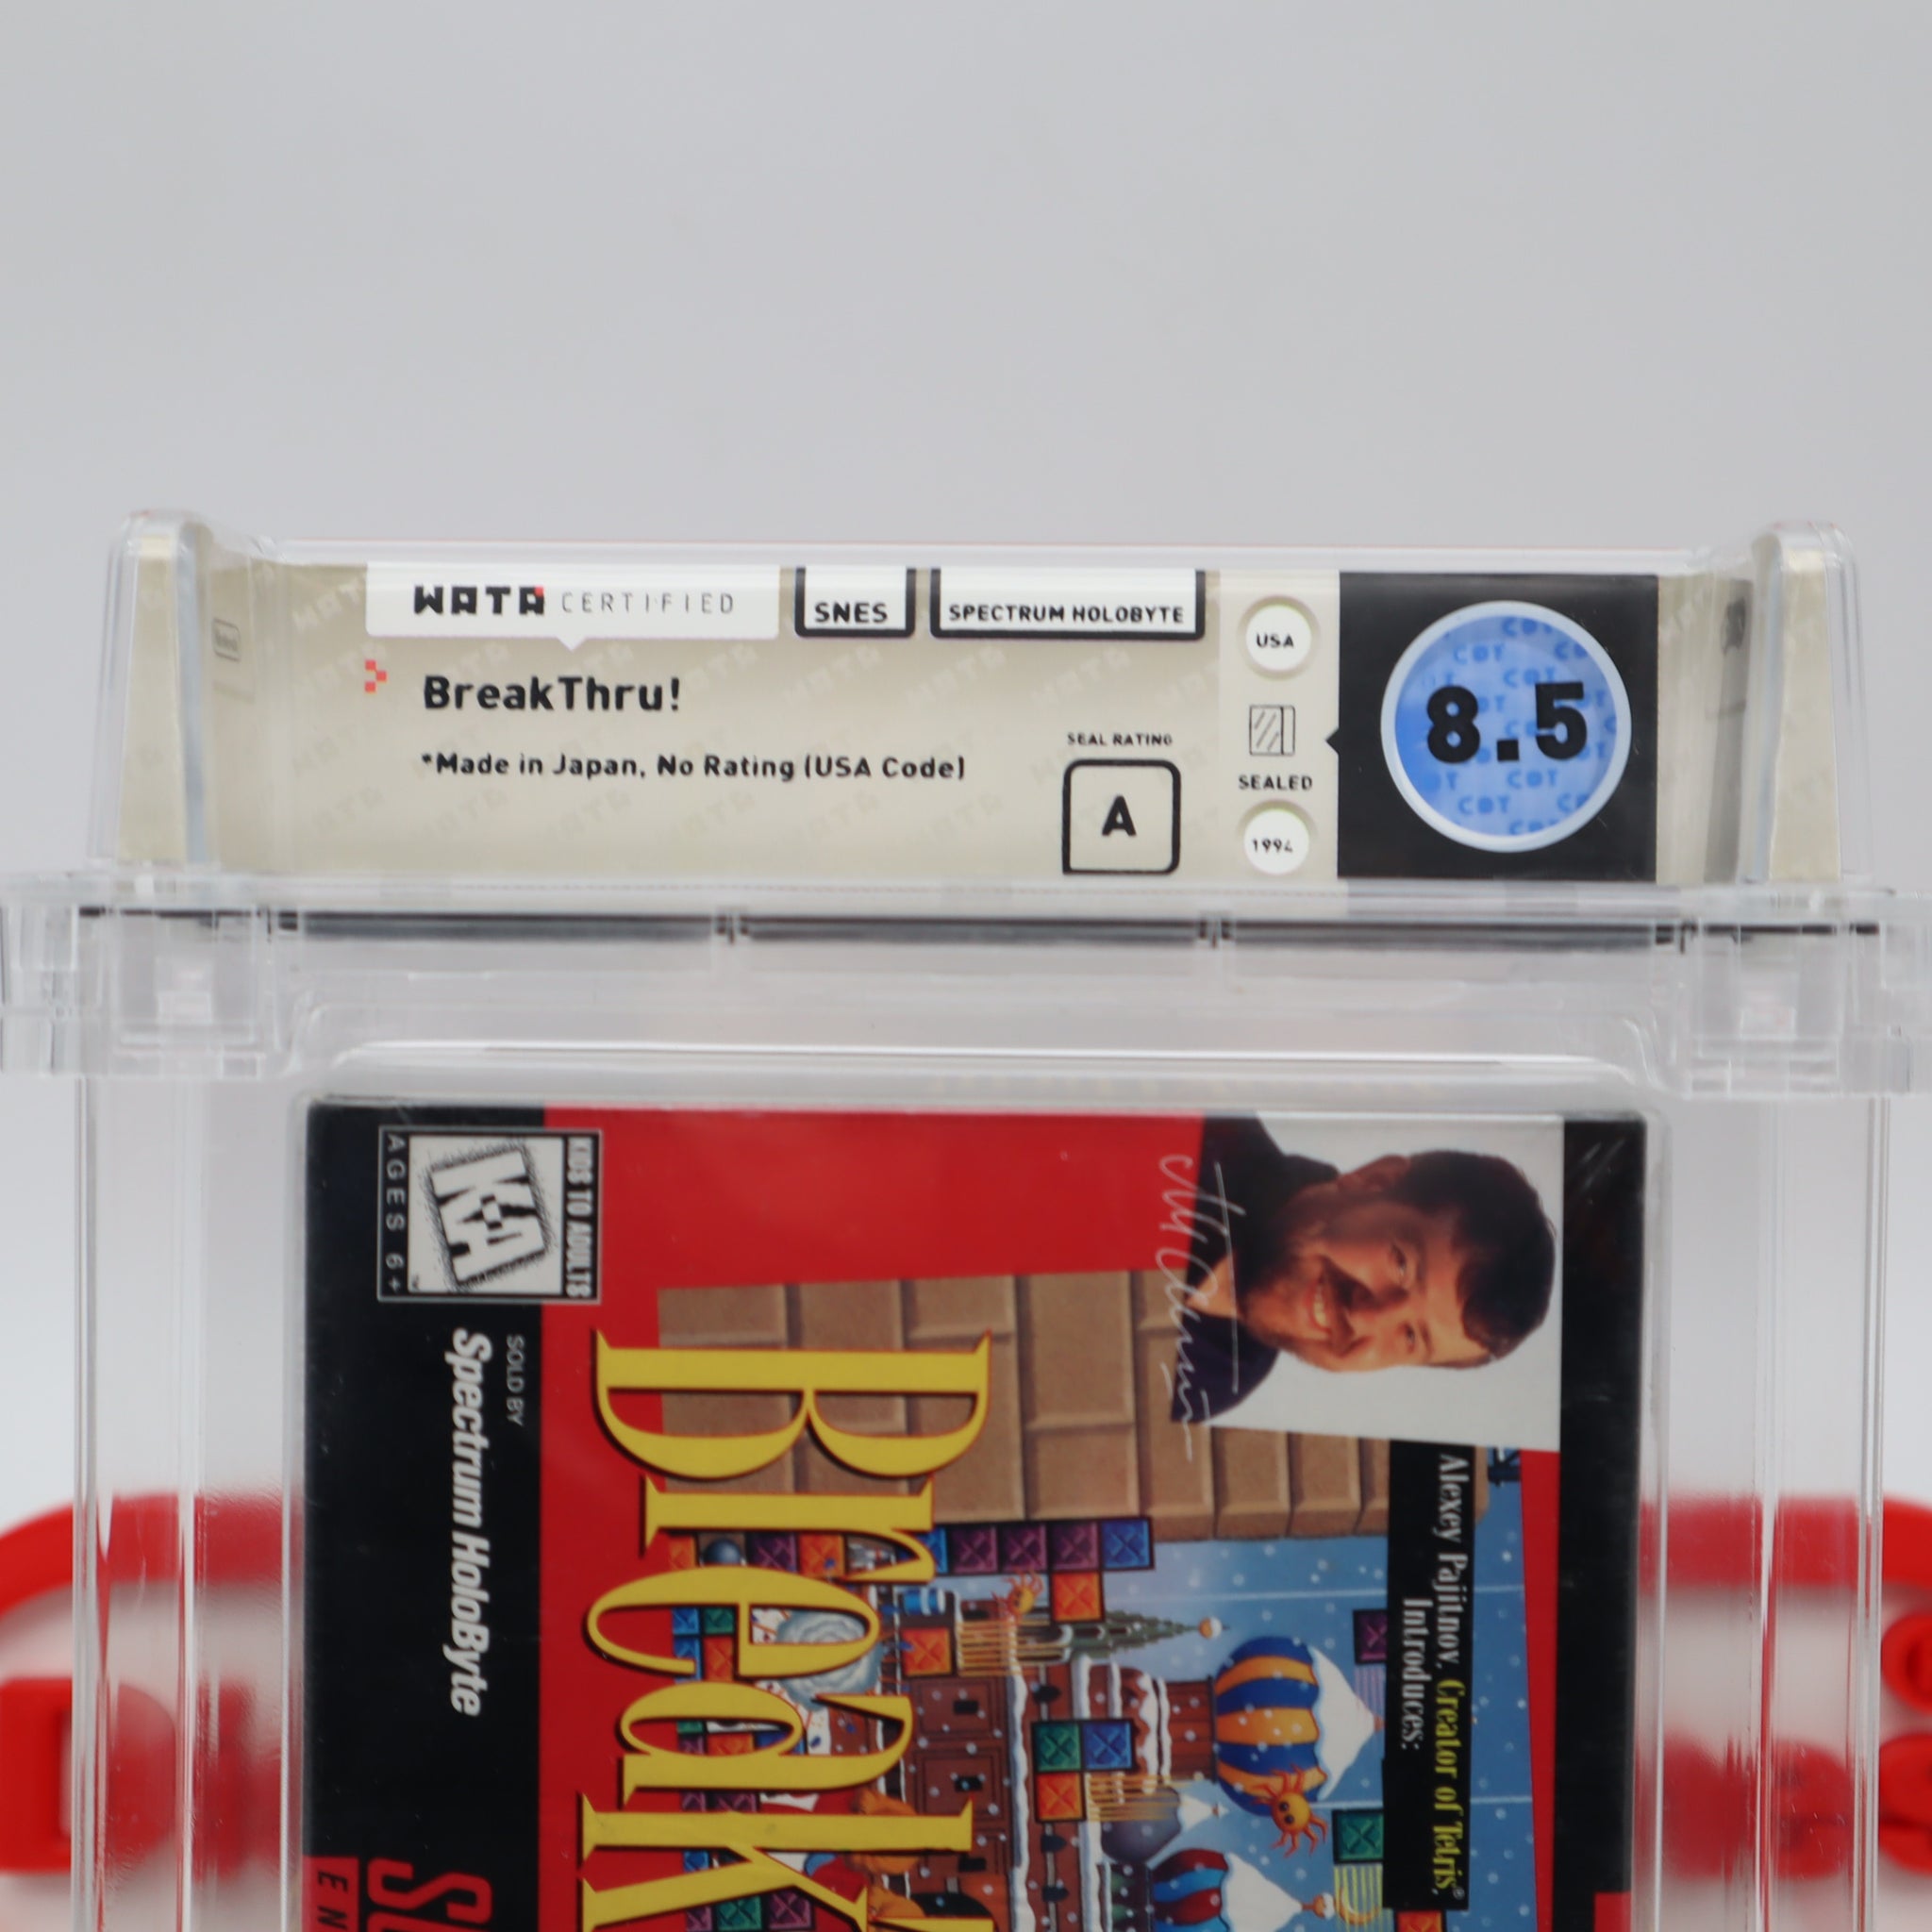 WATA CERTIFIED
SNES
SPECTRUM HOLOBYTE
USA
BreakThru!
*Made in Japan, No Rating (USA Code)
SEAL RATING
A
SEALED
1994
8.5
KIDS TO ADULTS
K-A
AGES 6+
SOLD BY
Spectrum HoloByte
Alexey Pajitnov, Creator of Tetris,®
Introduces:
Break